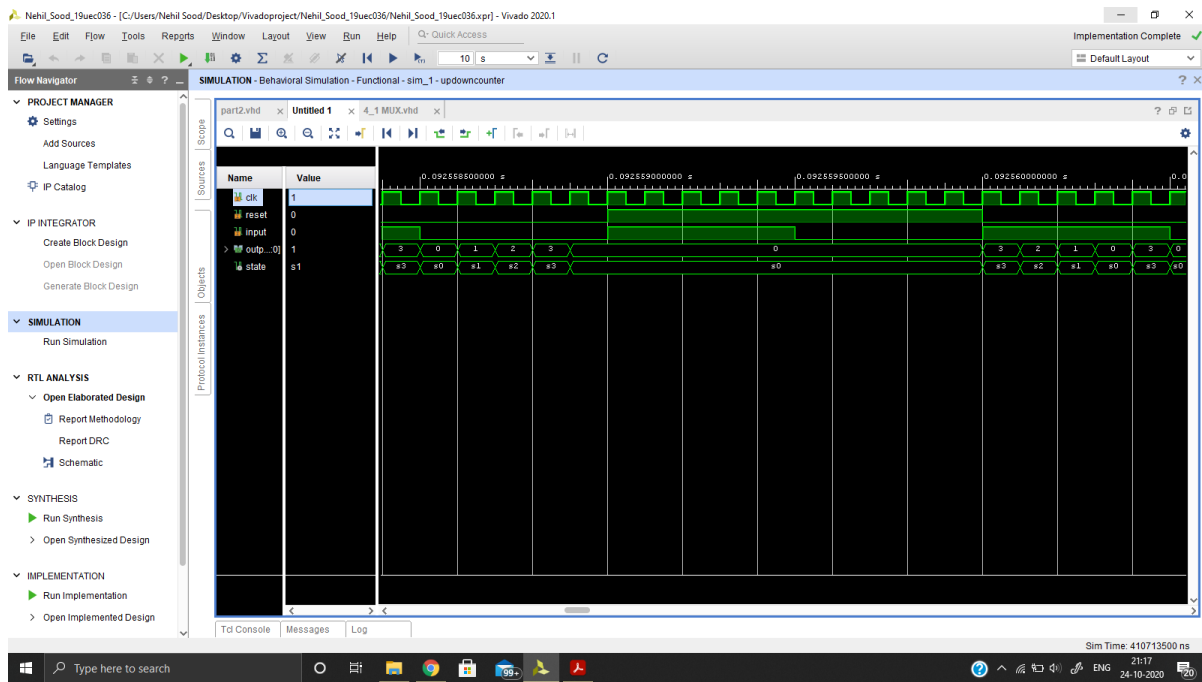 Nehil_Sood_19uec036 - [C:/Users/Nehil Sood/Desktop/Vivadoproject/Nehil_Sood_19uec036/Nehil_Sood_19uec036.xpr] - Vivado 2020.1
File Edit Flow Tools Reports Window Layout View Run Help Q- Quick Access Implementation Complete
10 s Default Layout
Flow Navigator ? SIMULATION - Behavioral Simulation - Functional - sim_1 - updowncounter ?
PROJECT MANAGER
Settings
Add Sources
Language Templates
IP Catalog
IP INTEGRATOR
Create Block Design
Open Block Design
Generate Block Design
SIMULATION
Run Simulation
RTL ANALYSIS
Open Elaborated Design
Report Methodology
Report DRC
Schematic
SYNTHESIS
Run Synthesis
Open Synthesized Design
IMPLEMENTATION
Run Implementation
Open Implemented Design
Scope
Sources
Objects
Protocol Instances
part2.vhd Untitled 1 4_1 MUX.vhd ?
Name Value
0.092558500000 s 0.092559000000 s 0.092559500000 s 0.092560000000 s 0.0
clk 1
reset 0
input 0
outp...:0] 1 3 0 1 2 3 0 3 2 1 0 3 0
state s1 s3 s0 s1 s2 s3 s0 s3 s2 s1 s0 s3 s0
Tcl Console Messages Log
Sim Time: 410713500 ns
Type here to search 99+ ENG 21:17
24-10-2020 20